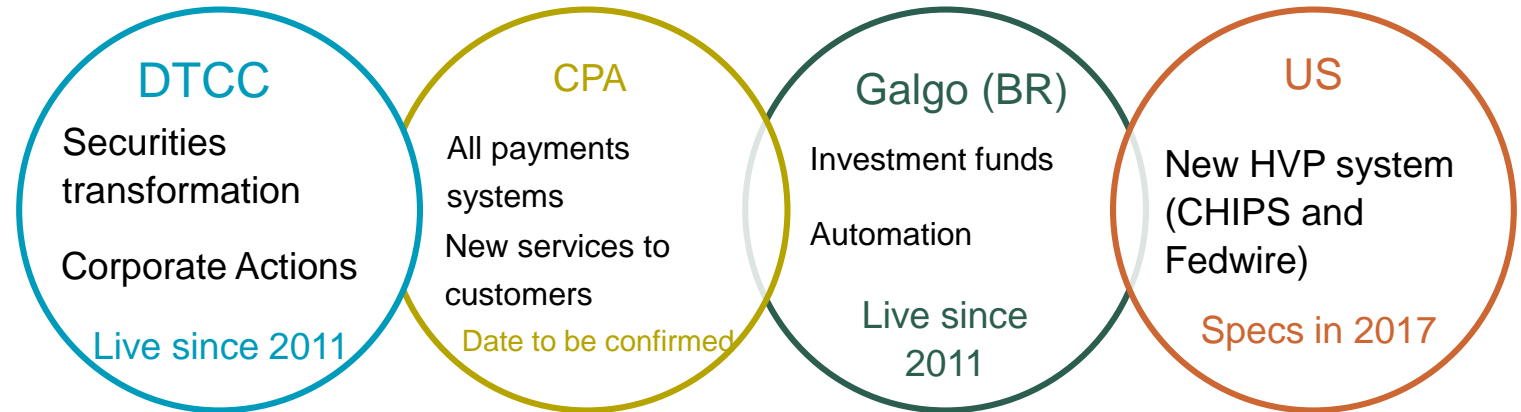 DTCC
Securities
transformation
Corporate Actions
Live since 2011
CPA
All payments
systems
New services to
customers
Date to be confirmed
Galgo (BR)
Investment funds
Automation
Live since
2011
US
New HVP system
(CHIPS and
Fedwire)
Specs in 2017